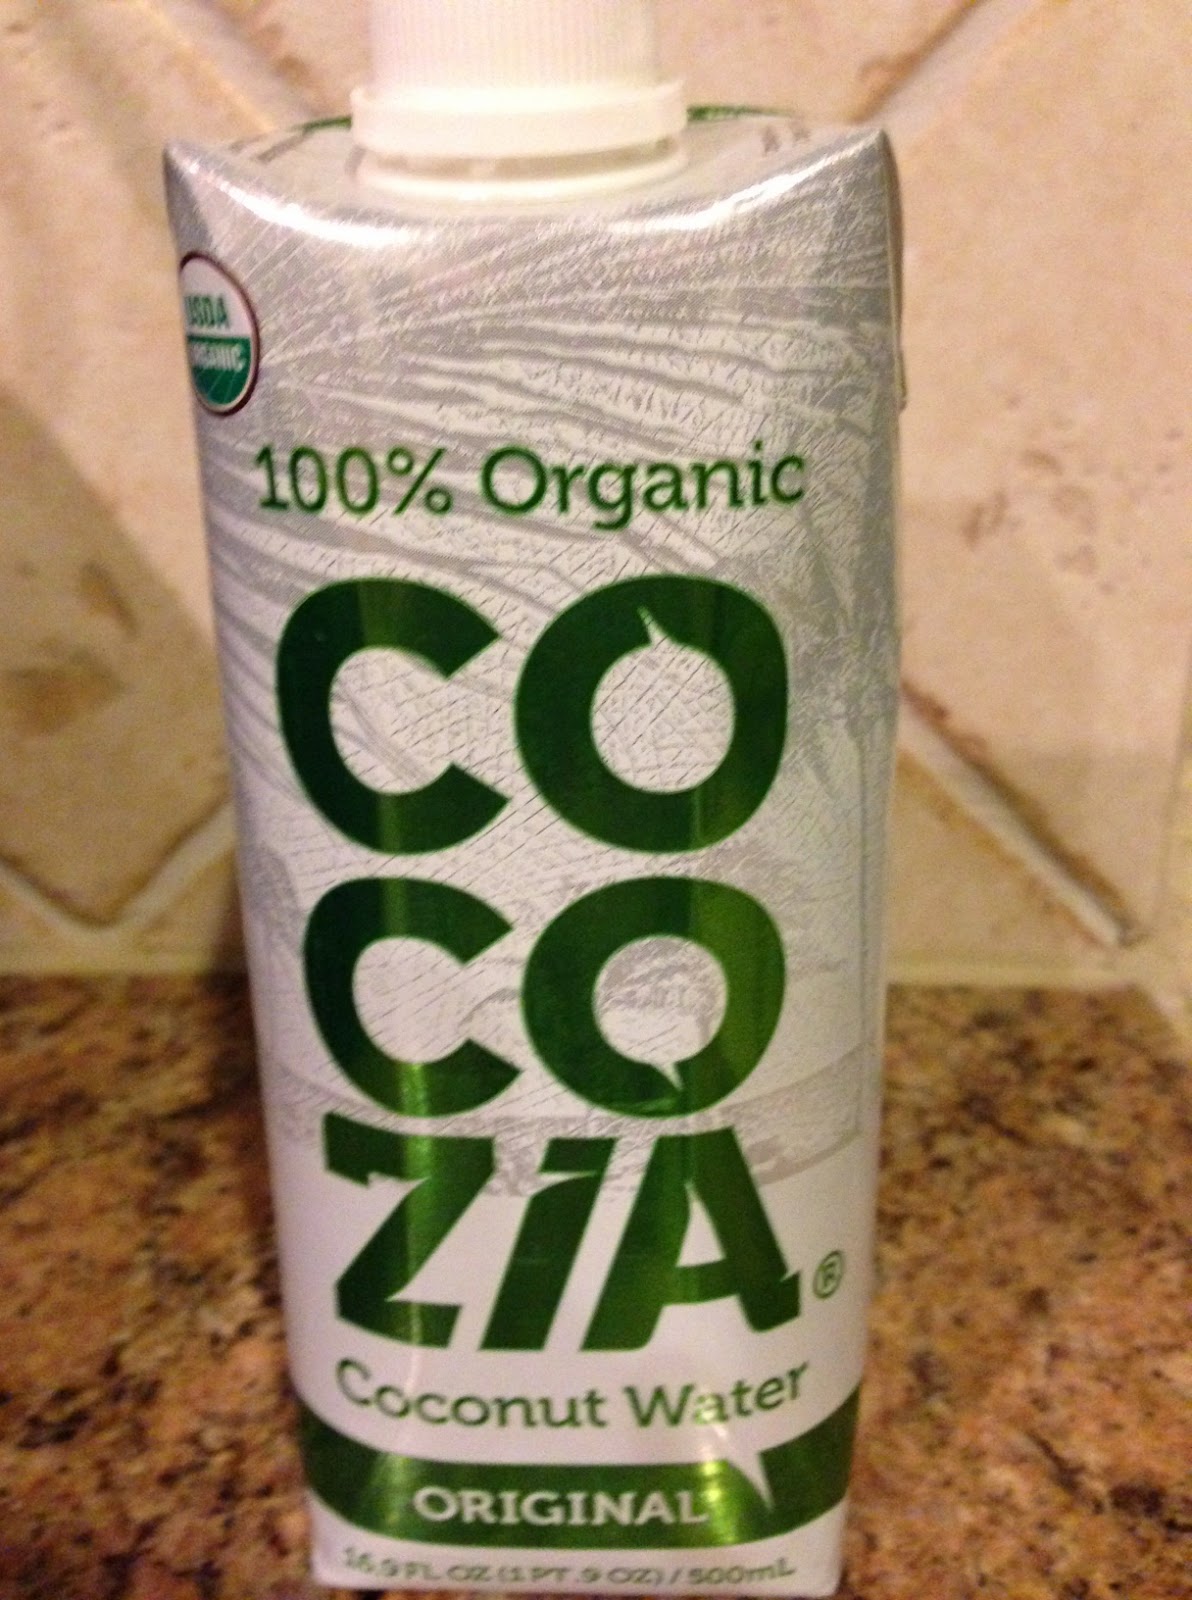 USDA
ORGANIC
100% Organic
CO
CO
ZIA®
Coconut Water
ORIGINAL
16.9 FL OZ (1 PT .9 OZ) / 500mL